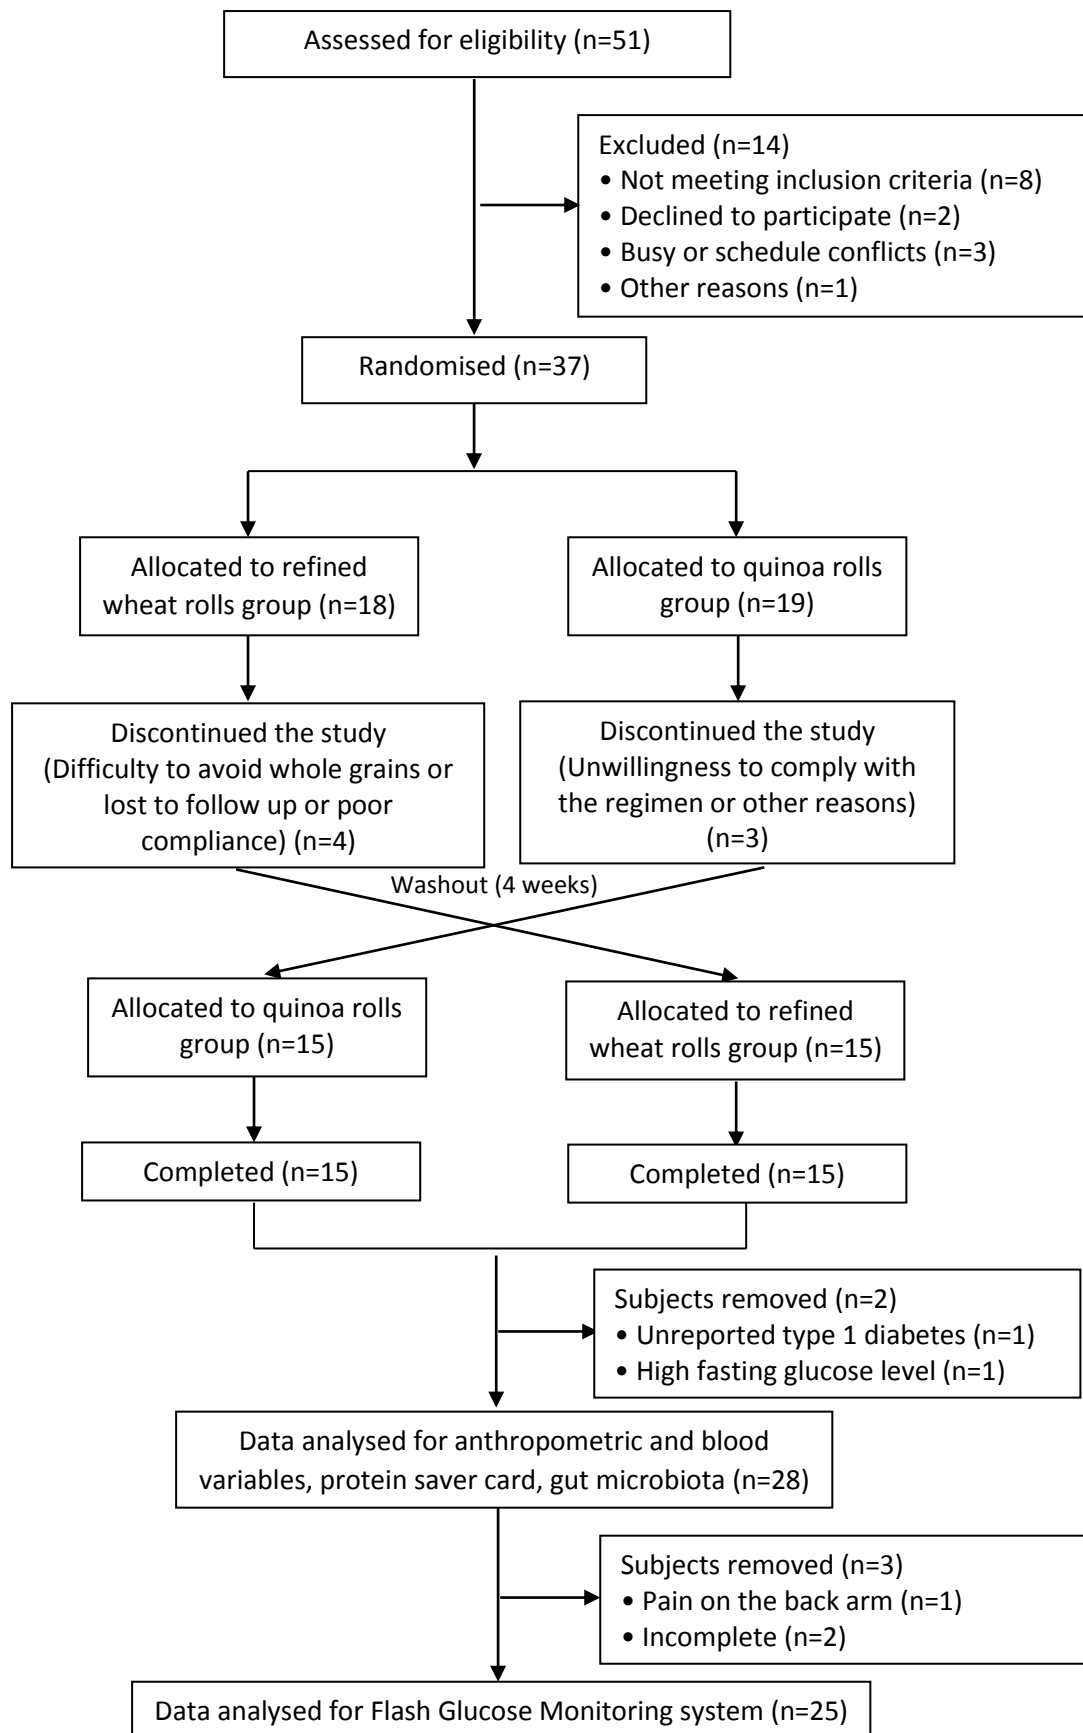 Assessed for eligibility (n=51)
Excluded (n=14)
• Not meeting inclusion criteria (n=8)
• Declined to participate (n=2)
• Busy or schedule conflicts (n=3)
• Other reasons (n=1)
Randomised (n=37)
Allocated to refined
wheat rolls group (n=18)
Allocated to quinoa rolls
group (n=19)
Discontinued the study
(Difficulty to avoid whole grains or
lost to follow up or poor
compliance) (n=4)
Discontinued the study
(Unwillingness to comply with
the regimen or other reasons)
(n=3)
Washout (4 weeks)
Allocated to quinoa rolls
group (n=15)
Allocated to refined
wheat rolls group (n=15)
Completed (n=15)
Completed (n=15)
Subjects removed (n=2)
• Unreported type 1 diabetes (n=1)
• High fasting glucose level (n=1)
Data analysed for anthropometric and blood
variables, protein saver card, gut microbiota (n=28)
Subjects removed (n=3)
• Pain on the back arm (n=1)
• Incomplete (n=2)
Data analysed for Flash Glucose Monitoring system (n=25)